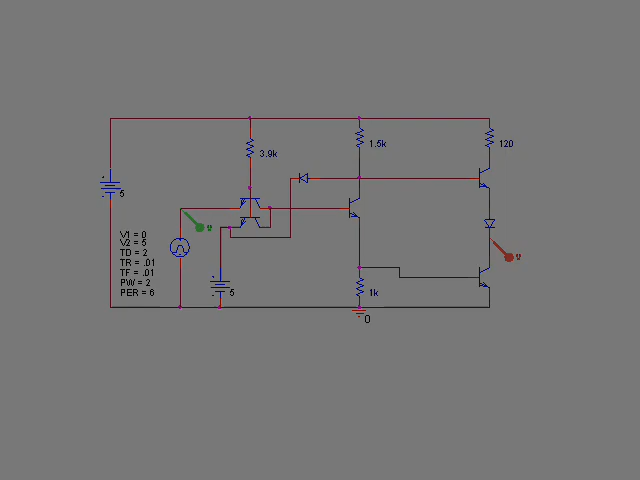 1.5k
120
3.9k
5
V
V1 = 0
V2 = 5
TD = 2
TR = .01
TF = .01
PW = 2
PER = 6
V
5
1k
0